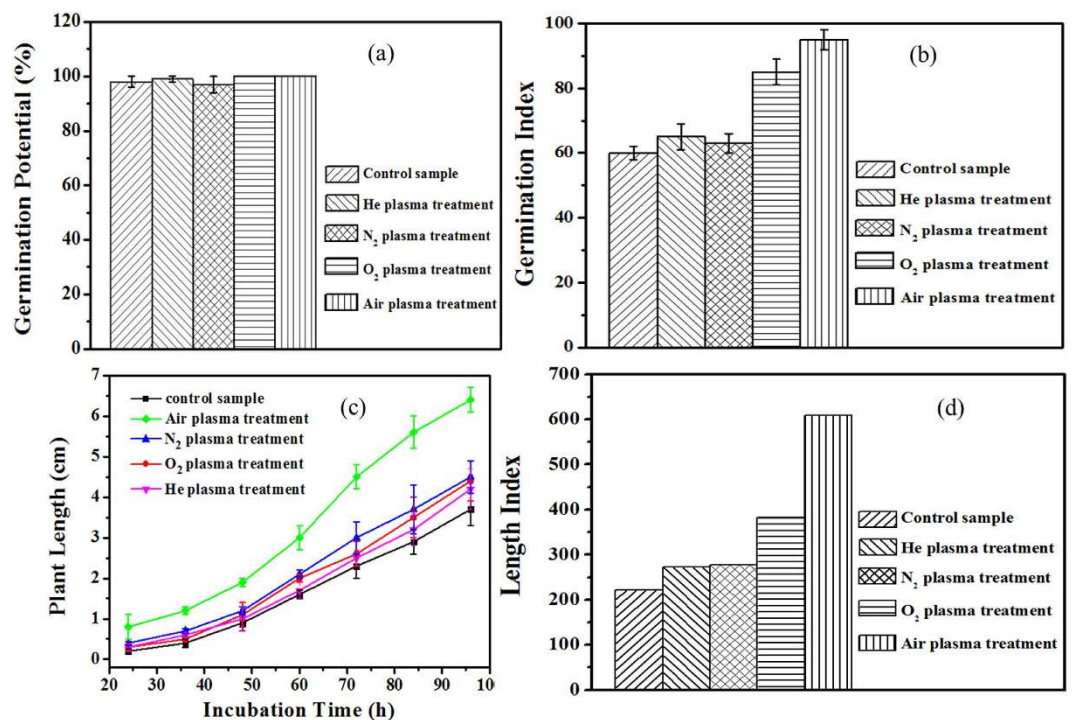 Germination Potential (%)
120
100
80
60
40
20
0
(a)
Control sample
He plasma treatment
N₂ plasma treatment
O₂ plasma treatment
Air plasma treatment
Germination Index
100
80
60
40
20
0
(b)
Control sample
He plasma treatment
N₂ plasma treatment
O₂ plasma treatment
Air plasma treatment
Plant Length (cm)
7
6
5
4
3
2
1
0
control sample
Air plasma treatment
N₂ plasma treatment
O₂ plasma treatment
He plasma treatment
(c)
20 30 40 50 60 70 80 90 100
Incubation Time (h)
Length Index
700
600
500
400
300
200
100
0
(d)
Control sample
He plasma treatment
N₂ plasma treatment
O₂ plasma treatment
Air plasma treatment